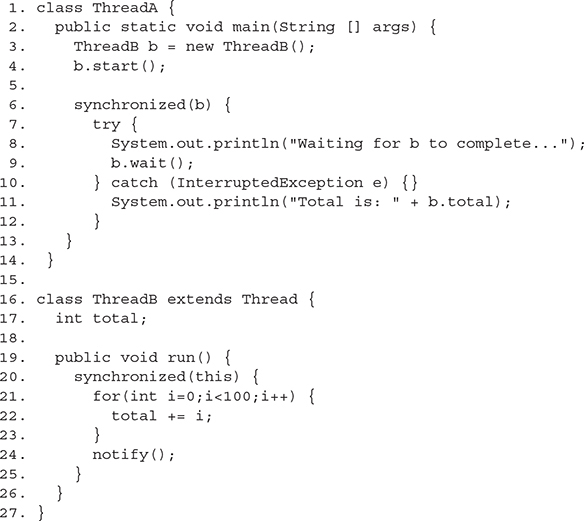 1. class ThreadA {
2.   public static void main(String [] args) {
3.     ThreadB b = new ThreadB();
4.     b.start();
5.
6.     synchronized(b) {
7.       try {
8.         System.out.println("Waiting for b to complete...");
9.         b.wait();
10.       } catch (InterruptedException e) {}
11.         System.out.println("Total is: " + b.total);
12.       }
13.    }
14.  }
15.
16. class ThreadB extends Thread {
17.   int total;
18.
19.   public void run() {
20.     synchronized(this) {
21.       for(int i=0;i<100;i++) {
22.         total += i;
23.       }
24.       notify();
25.     }
26.   }
27. }